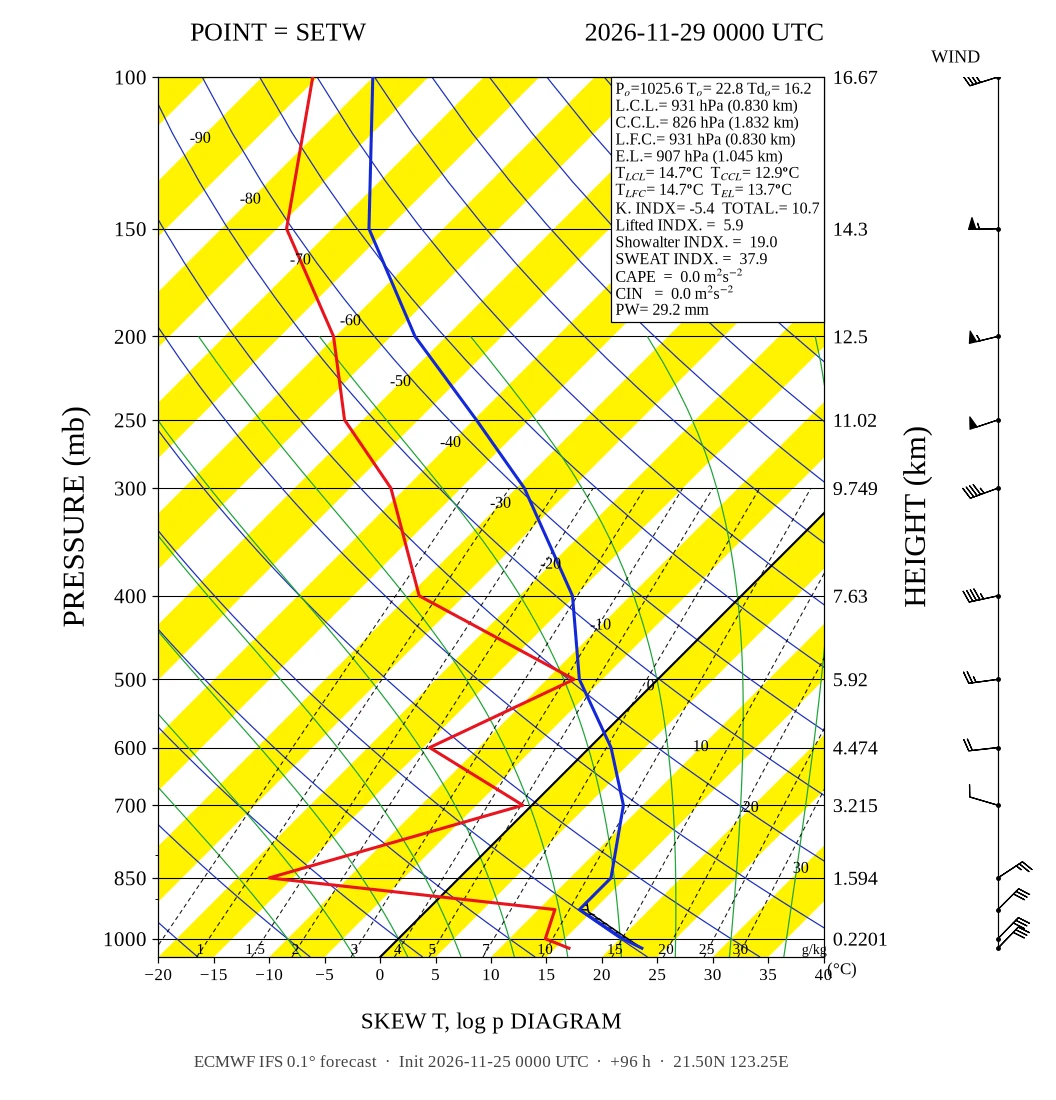 POINT = SETW
2026-11-29 0000 UTC
WIND
Pₒ=1025.6 Tₒ= 22.8 Tdₒ= 16.2
L.C.L.= 931 hPa (0.830 km)
C.C.L.= 826 hPa (1.832 km)
L.F.C.= 931 hPa (0.830 km)
E.L.= 907 hPa (1.045 km)
T_LCL= 14.7°C T_CCL= 12.9°C
T_LFC= 14.7°C T_EL= 13.7°C
K. INDX= -5.4 TOTAL.= 10.7
Lifted INDX. = 5.9
Showalter INDX. = 19.0
SWEAT INDX. = 37.9
CAPE = 0.0 m²s⁻²
CIN = 0.0 m²s⁻²
PW= 29.2 mm
100
150
200
250
300
400
500
600
700
850
1000
PRESSURE (mb)
16.67
14.3
12.5
11.02
9.749
7.63
5.92
4.474
3.215
1.594
0.2201
HEIGHT (km)
-90
-80
-70
-60
-50
-40
-30
-20
-10
0
10
20
30
1 1.5 2 3 4 5 7 10 15 20 25 30 g/kg
−20 −15 −10 −5 0 5 10 15 20 25 30 35 40 (°C)
SKEW T, log p DIAGRAM
ECMWF IFS 0.1° forecast · Init 2026-11-25 0000 UTC · +96 h · 21.50N 123.25E